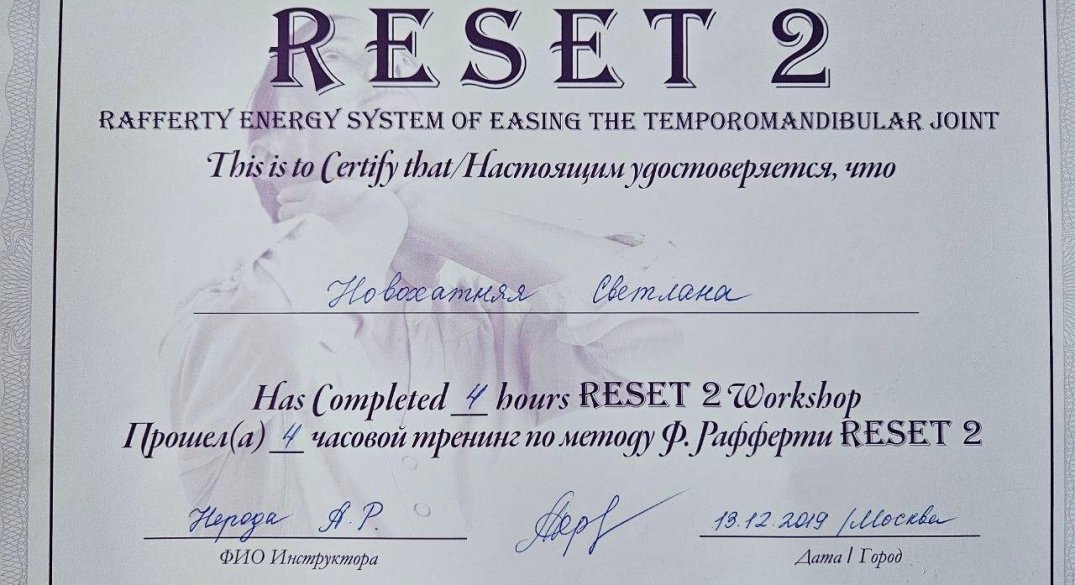 RESET 2
RAFFERTY ENERGY SYSTEM OF EASING THE TEMPOROMANDIBULAR JOINT
This is to Certify that/Настоящим удостоверяется, что
Новохатняя Светлана
Has Completed 4 hours RESET 2 Workshop
Прошел(а) 4 часовой тренинг по методу Ф. Рафферти RESET 2
Нерода А.Р. 13.12.2019 /Москва
ФИО Инструктора Дата / Город